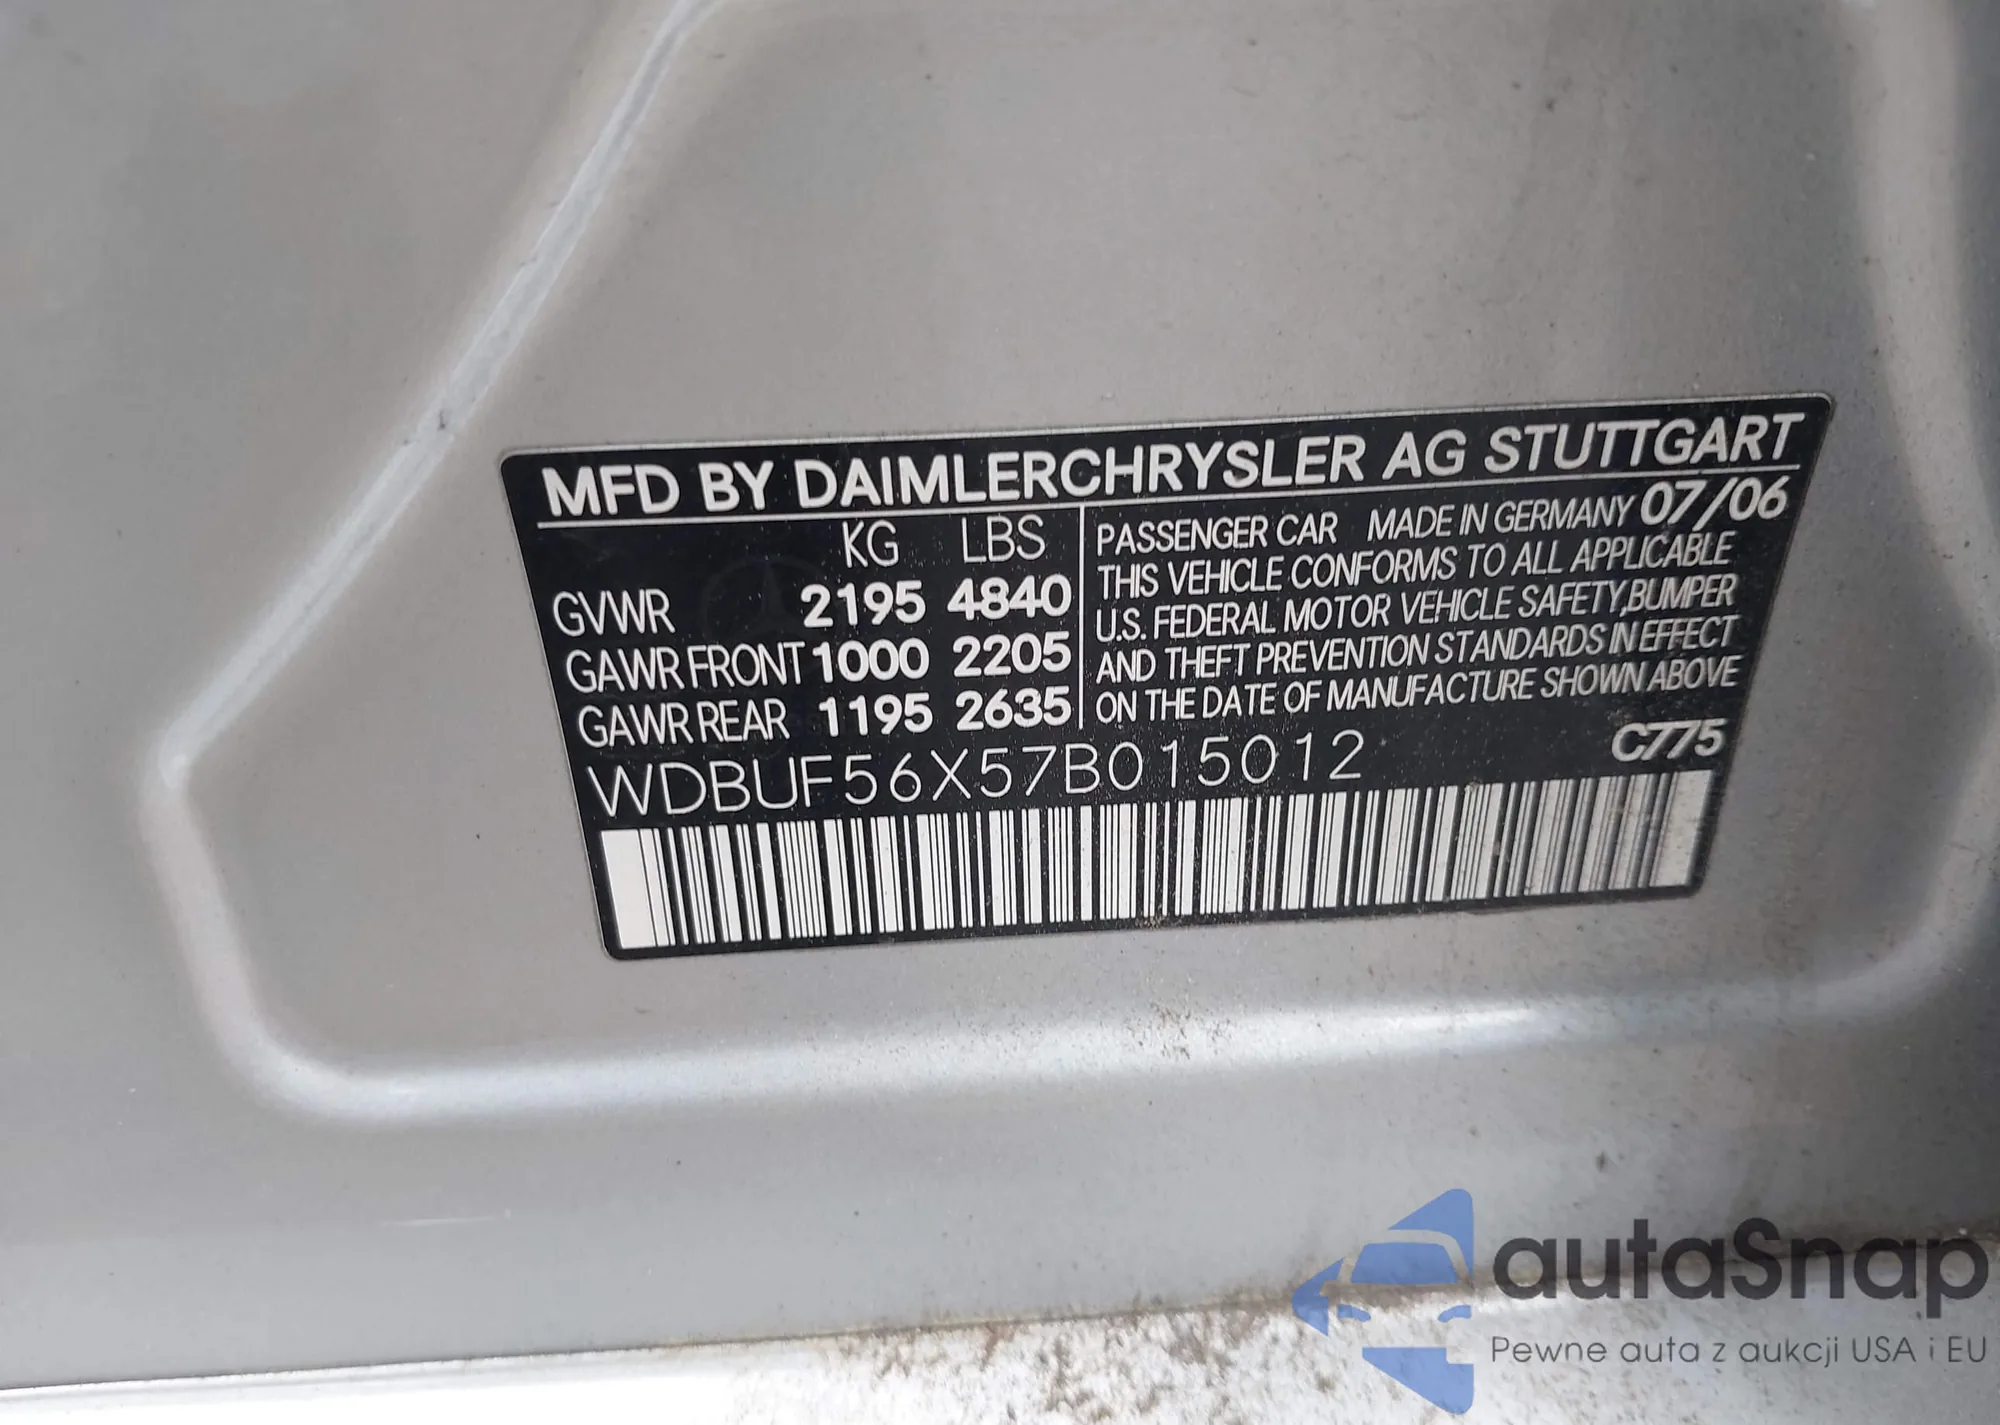 MFD BY DAIMLERCHRYSLER AG STUTTGART
KG LBS
GVWR 2195 4840
GAWR FRONT 1000 2205
GAWR REAR 1195 2635
PASSENGER CAR MADE IN GERMANY 07/06
THIS VEHICLE CONFORMS TO ALL APPLICABLE
U.S. FEDERAL MOTOR VEHICLE SAFETY,BUMPER
AND THEFT PREVENTION STANDARDS IN EFFECT
ON THE DATE OF MANUFACTURE SHOWN ABOVE
WDBUF56X57B015012
C775
autaSnap
Pewne auta z aukcji USA i EU